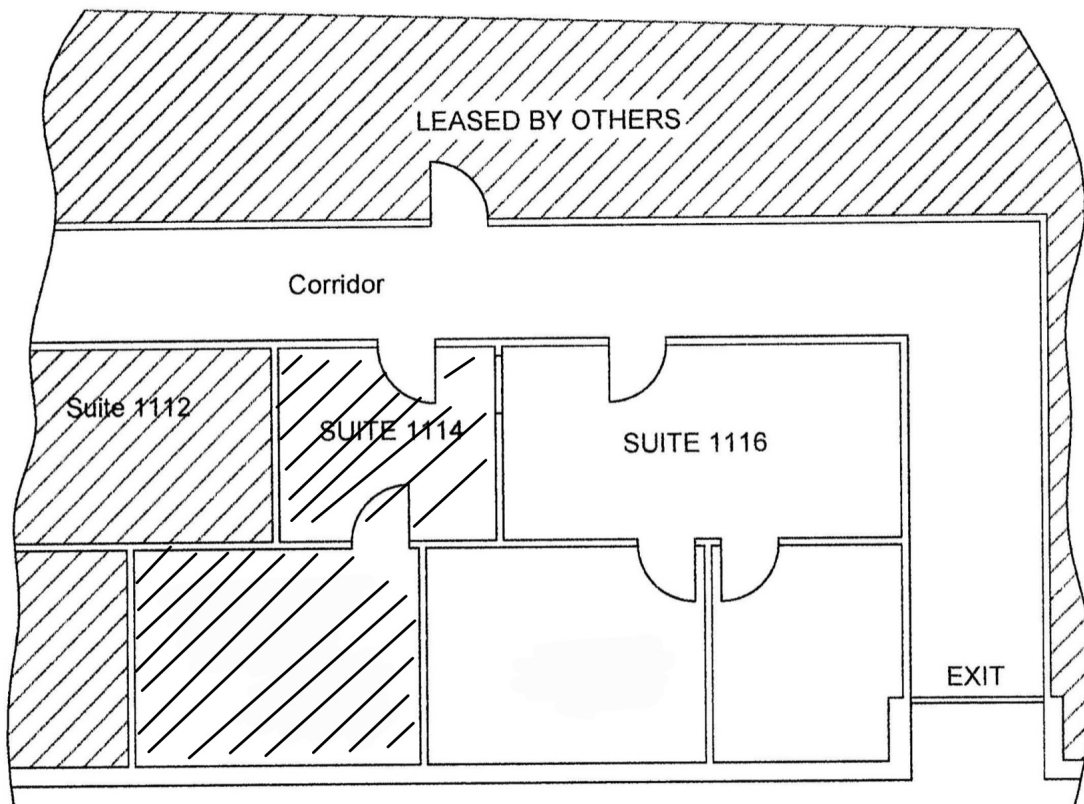 LEASED BY OTHERS
Corridor
Suite 1112
SUITE 1114
SUITE 1116
EXIT